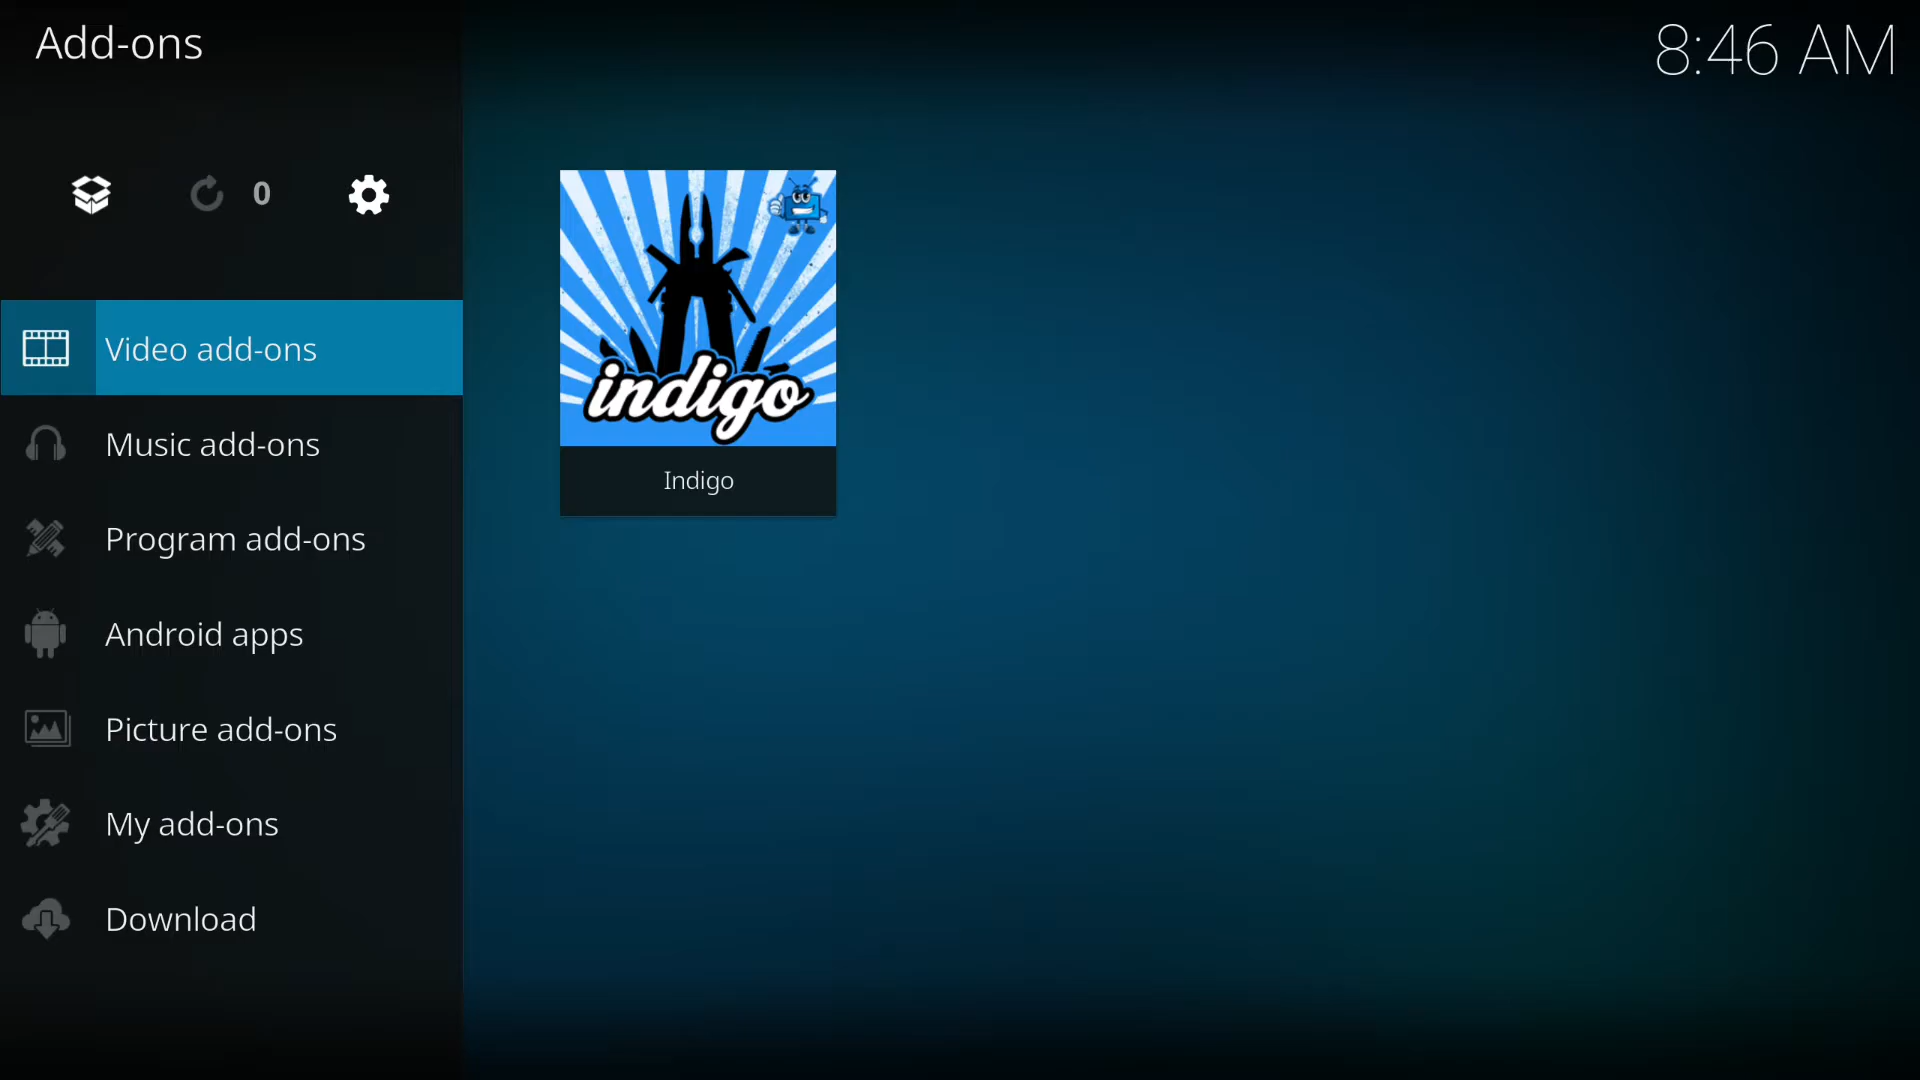 Add-ons
8:46 AM
0
Video add-ons
Music add-ons
Program add-ons
Android apps
Picture add-ons
My add-ons
Download
indigo
Indigo